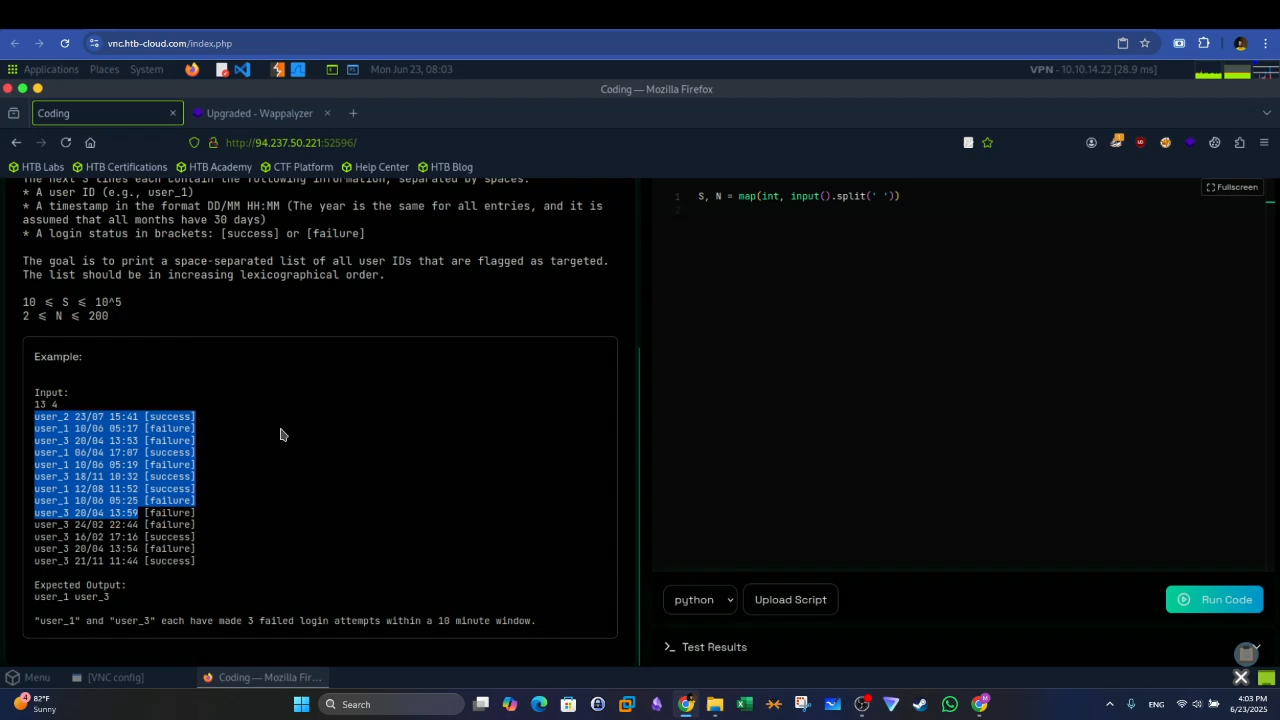 vnc.htb-cloud.com/index.php
Applications Places System
Mon Jun 23, 08:03
VPN - 10.10.14.22 [28.9 ms]
Coding — Mozilla Firefox
Coding
Upgraded - Wappalyzer
http://94.237.50.221:52596/
HTB Labs HTB Certifications HTB Academy CTF Platform Help Center HTB Blog
The next S lines each contain the following information, separated by spaces:
* A user ID (e.g., user_1)
* A timestamp in the format DD/MM HH:MM (The year is the same for all entries, and it is
assumed that all months have 30 days)
* A login status in brackets: [success] or [failure]
The goal is to print a space-separated list of all user IDs that are flagged as targeted.
The list should be in increasing lexicographical order.
10 ≤ S ≤ 10^5
2 ≤ N ≤ 200
Example:
Input:
13 4
user_2 23/07 15:41 [success]
user_1 10/06 05:17 [failure]
user_3 20/04 13:53 [failure]
user_1 06/04 17:07 [success]
user_1 10/06 05:19 [failure]
user_3 18/11 10:32 [success]
user_1 12/08 11:52 [success]
user_1 10/06 05:25 [failure]
user_3 20/04 13:59 [failure]
user_3 24/02 22:44 [failure]
user_3 16/02 17:16 [success]
user_3 20/04 13:54 [failure]
user_3 21/11 11:44 [success]
Expected Output:
user_1 user_3
"user_1" and "user_3" each have made 3 failed login attempts within a 10 minute window.
Fullscreen
1 S, N = map(int, input().split(' '))
2
python
Upload Script
Run Code
Test Results
Menu
[VNC config]
Coding — Mozilla Fir...
82°F
Sunny
Search
ENG
4:03 PM
6/23/2025